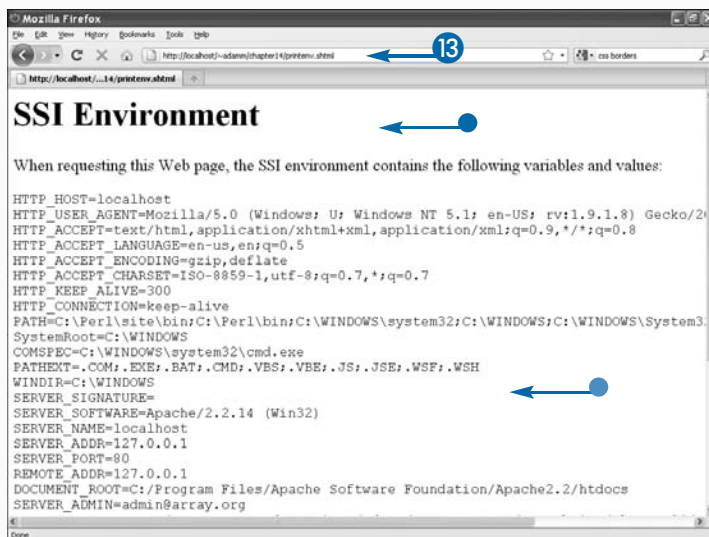 Mozilla Firefox
File Edit View History Bookmarks Tools Help
http://localhost/~adamm/chapter14/printenv.shtml
13
css borders
http://localhost/...14/printenv.shtml
SSI Environment
When requesting this Web page, the SSI environment contains the following variables and values:
HTTP_HOST=localhost
HTTP_USER_AGENT=Mozilla/5.0 (Windows; U; Windows NT 5.1; en-US; rv:1.9.1.8) Gecko/20
HTTP_ACCEPT=text/html,application/xhtml+xml,application/xml;q=0.9,*/*;q=0.8
HTTP_ACCEPT_LANGUAGE=en-us,en;q=0.5
HTTP_ACCEPT_ENCODING=gzip,deflate
HTTP_ACCEPT_CHARSET=ISO-8859-1,utf-8;q=0.7,*;q=0.7
HTTP_KEEP_ALIVE=300
HTTP_CONNECTION=keep-alive
PATH=C:\Perl\site\bin;C:\Perl\bin;C:\WINDOWS\system32;C:\WINDOWS;C:\WINDOWS\System3
SystemRoot=C:\WINDOWS
COMSPEC=C:\WINDOWS\system32\cmd.exe
PATHEXT=.COM;.EXE;.BAT;.CMD;.VBS;.VBE;.JS;.JSE;.WSF;.WSH
WINDIR=C:\WINDOWS
SERVER_SIGNATURE=
SERVER_SOFTWARE=Apache/2.2.14 (Win32)
SERVER_NAME=localhost
SERVER_ADDR=127.0.0.1
SERVER_PORT=80
REMOTE_ADDR=127.0.0.1
DOCUMENT_ROOT=C:/Program Files/Apache Software Foundation/Apache2.2/htdocs
SERVER_ADMIN=admin@array.org
Done